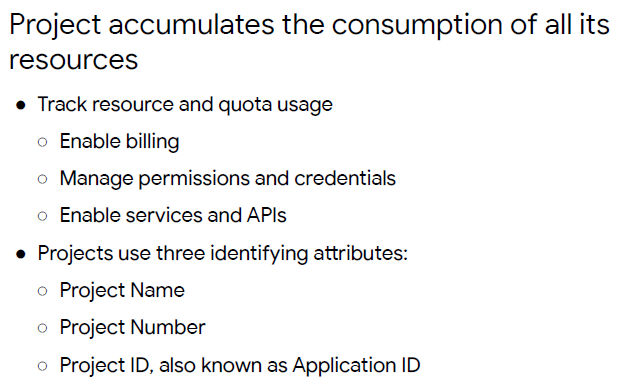 Project accumulates the consumption of all its
resources
● Track resource and quota usage
○ Enable billing
○ Manage permissions and credentials
○ Enable services and APIs
● Projects use three identifying attributes:
○ Project Name
○ Project Number
○ Project ID, also known as Application ID